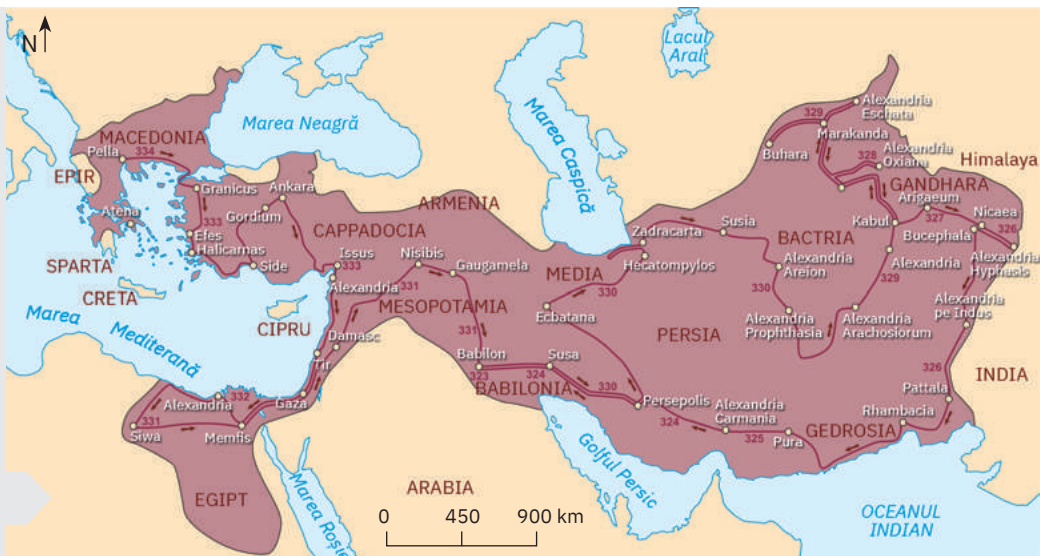 N
Lacul
Aral
Marea Neagră
Marea Caspică
MACEDONIA
Pella
334
EPIR
Granicus
333
Ankara
Gordium
ARMENIA
Atena
Efes
Halicarnas
CAPPADOCIA
Side
Issus
333
Nisibis
Gaugamela
SPARTA
CRETA
Alexandria
331
MESOPOTAMIA
CIPRU
Marea
Mediterană
Damasc
Tir
331
Babilon
323
BABILONIA
Susa
324
330
Gaza
Alexandria
332
331
Siwa
Memfis
EGIPT
Marea Roșie
ARABIA
Golful Persic
MEDIA
330
Ecbatana
Zadracarta
Hecatompylos
Susia
BACTRIA
Alexandria
Areion
330
Alexandria
Prophthasia
PERSIA
Persepolis
324
Alexandria
Carmania
325
Pura
GEDROSIA
Rhambacia
Pattala
326
Alexandria
pe Indus
INDIA
329
Alexandria
Eschata
Marakanda
Buhara
328
Alexandria
Oxiana
Himalaya
GANDHARA
Arigaeum
327
Nicaea
326
Kabul
Bucephala
Alexandria
Hyphasis
Alexandria
329
Alexandria
Arachosiorum
OCEANUL
INDIAN
0 450 900 km